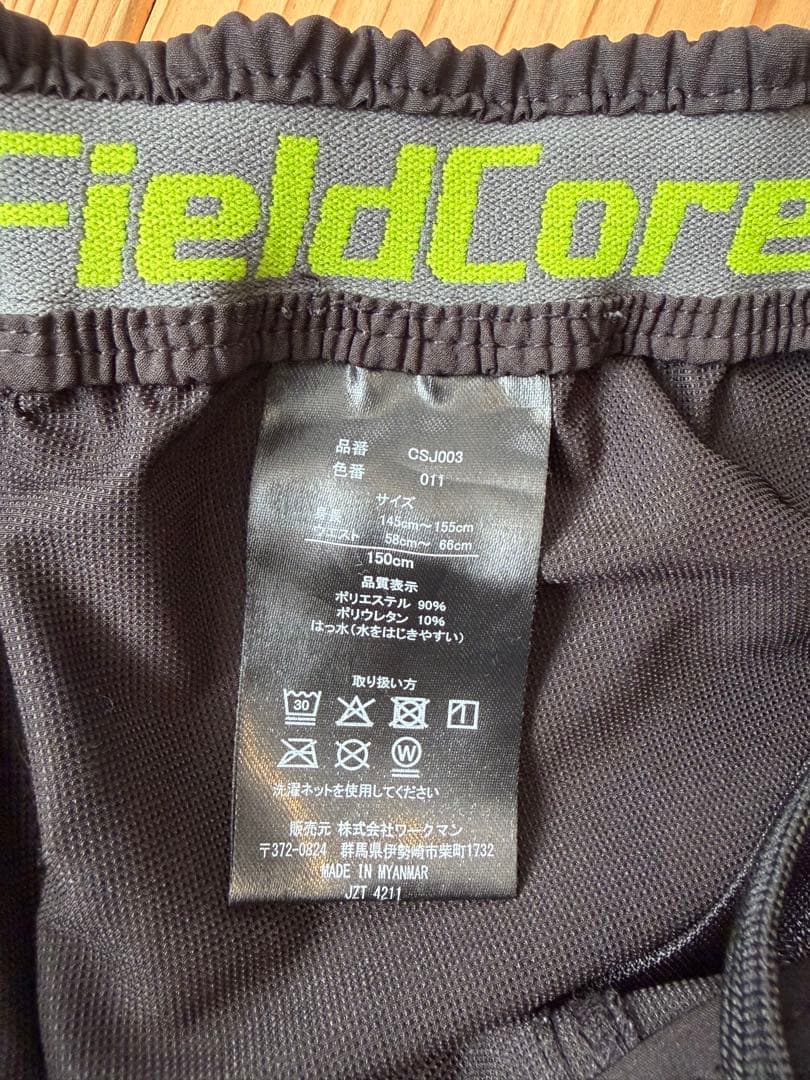 FieldCore
品番 CSJ003
色番 011
サイズ
145cm～155cm
ウエスト 58cm～ 66cm
150cm
品質表示
ポリエステル 90%
ポリウレタン 10%
はっ水(水をはじきやすい)
取り扱い方
30
W
洗濯ネットを使用してください
販売元 株式会社ワークマン
〒372-0824 群馬県伊勢崎市柴町1732
MADE IN MYANMAR
JZT 4211